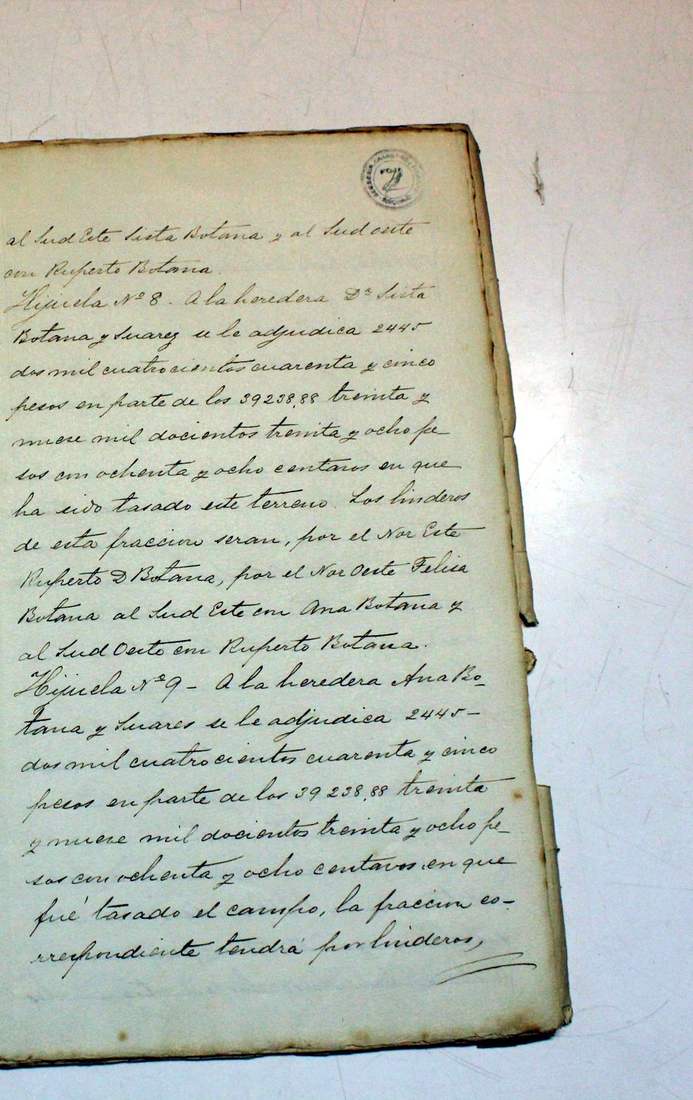 FOJA
2
al Sud Este Sista Botana y al Sud oeste
con Ruperto Botana.
Hijuela Nº 8. A la heredera Dª Sista
Botana y Suarez se le adjudica 2445
dos mil cuatrocientos cuarenta y cinco
pesos en parte de los 39238,88 treinta y
nueve mil docientos treinta y ocho pe-
sos con ochenta y ocho centavos en que
ha sido tasado este terreno. Los linderos
de esta fraccion seran, por el Nor Este
Ruperto D Botana, por el Nor Oeste Felisa
Botana al Sud Este con Ana Botana y
al Sud Oeste con Ruperto Botana.
Hijuela Nº 9 - A la heredera Ana Bo-
tana y Suares se le adjudica 2445-
dos mil cuatrocientos cuarenta y cinco
pesos en parte de los 39238,88 treinta
y nueve mil docientos treinta y ocho pe-
sos con ochenta y ocho centavos en que
fué tasado el campo, la fraccion co-
rrespondiente tendrá por linderos,